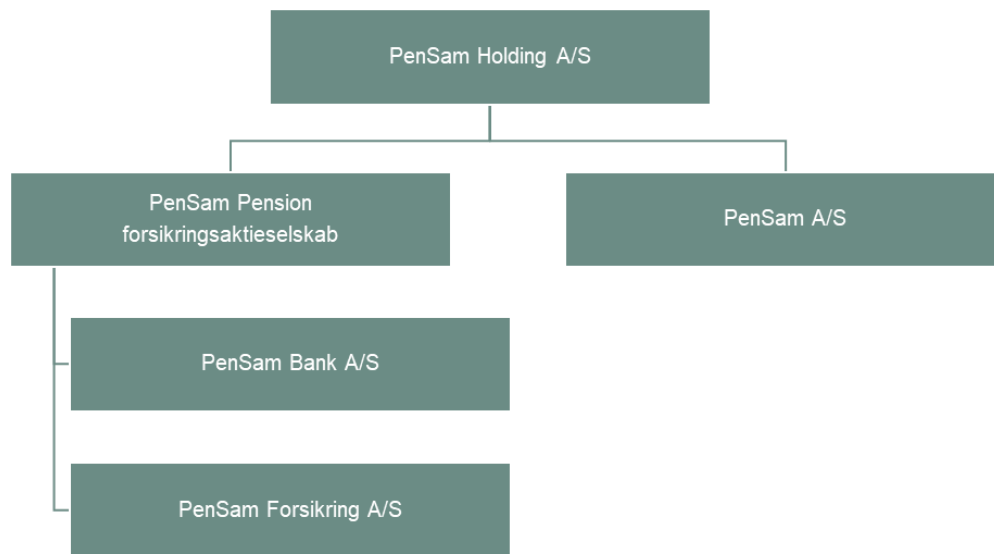 PenSam Holding A/S
PenSam Pension
forsikringsaktieselskab
PenSam A/S
PenSam Bank A/S
PenSam Forsikring A/S